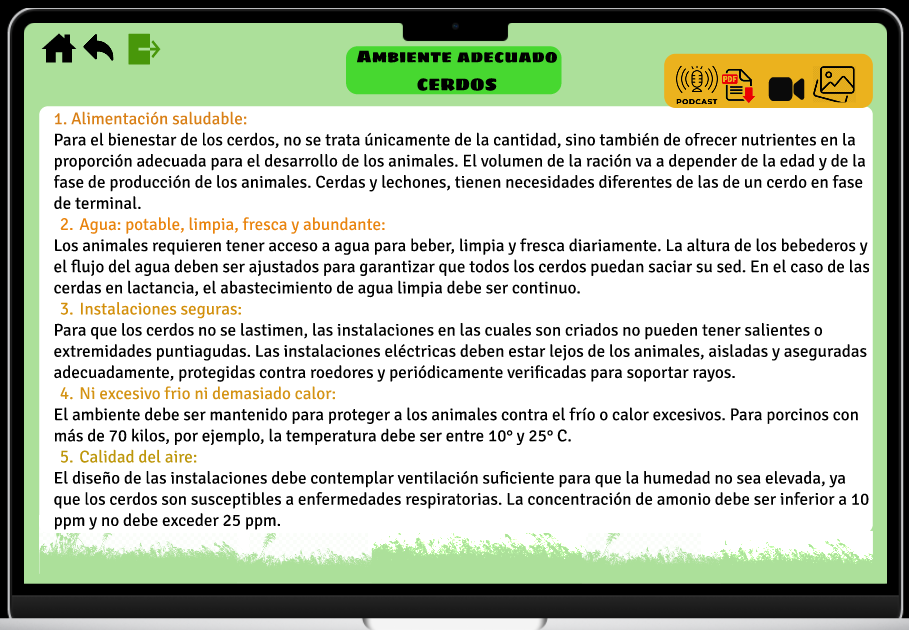 AMBIENTE ADECUADO
CERDOS
PODCAST
PDF
1. Alimentación saludable:
Para el bienestar de los cerdos, no se trata únicamente de la cantidad, sino también de ofrecer nutrientes en la
proporción adecuada para el desarrollo de los animales. El volumen de la ración va a depender de la edad y de la
fase de producción de los animales. Cerdas y lechones, tienen necesidades diferentes de las de un cerdo en fase
de terminal.
2. Agua: potable, limpia, fresca y abundante:
Los animales requieren tener acceso a agua para beber, limpia y fresca diariamente. La altura de los bebederos y
el flujo del agua deben ser ajustados para garantizar que todos los cerdos puedan saciar su sed. En el caso de las
cerdas en lactancia, el abastecimiento de agua limpia debe ser continuo.
3. Instalaciones seguras:
Para que los cerdos no se lastimen, las instalaciones en las cuales son criados no pueden tener salientes o
extremidades puntiagudas. Las instalaciones eléctricas deben estar lejos de los animales, aisladas y aseguradas
adecuadamente, protegidas contra roedores y periódicamente verificadas para soportar rayos.
4. Ni excesivo frio ni demasiado calor:
El ambiente debe ser mantenido para proteger a los animales contra el frío o calor excesivos. Para porcinos con
más de 70 kilos, por ejemplo, la temperatura debe ser entre 10° y 25° C.
5. Calidad del aire:
El diseño de las instalaciones debe contemplar ventilación suficiente para que la humedad no sea elevada, ya
que los cerdos son susceptibles a enfermedades respiratorias. La concentración de amonio debe ser inferior a 10
ppm y no debe exceder 25 ppm.